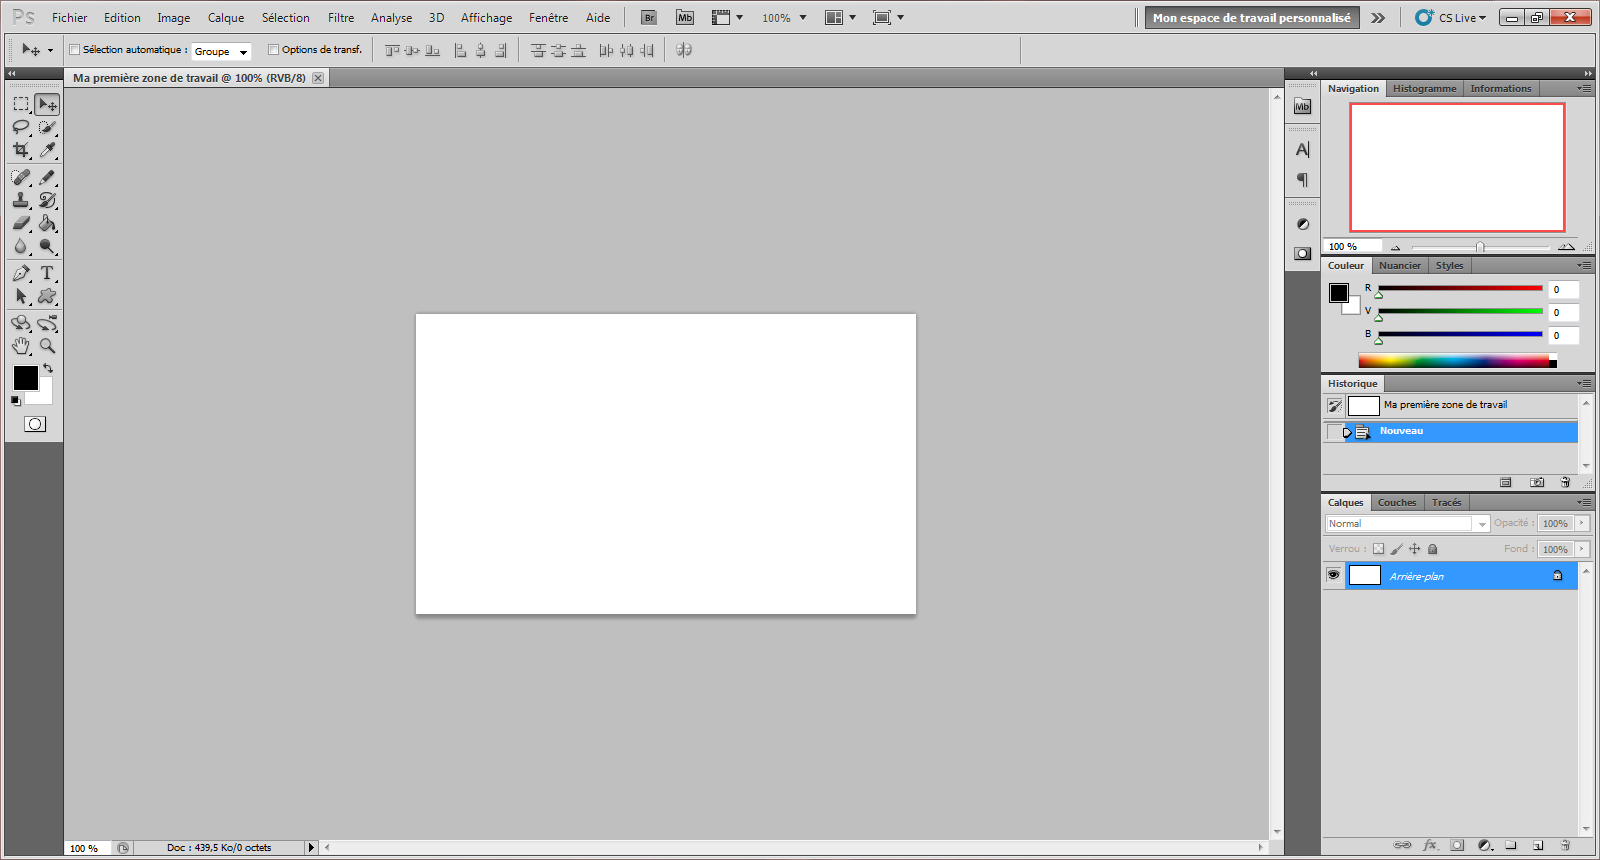 Ps Fichier Edition Image Calque Sélection Filtre Analyse 3D Affichage Fenêtre Aide Br Mb 100% Mon espace de travail personnalisé CS Live
Sélection automatique : Groupe Options de transf.
Ma première zone de travail @ 100% (RVB/8)
Navigation Histogramme Informations
Mb
A
100 %
Couleur Nuancier Styles
R 0
V 0
B 0
T
Historique
Ma première zone de travail
Nouveau
Calques Couches Tracés
Normal Opacité : 100%
Verrou : Fond : 100%
Arrière-plan
100 % Doc : 439,5 Ko/0 octets
fx